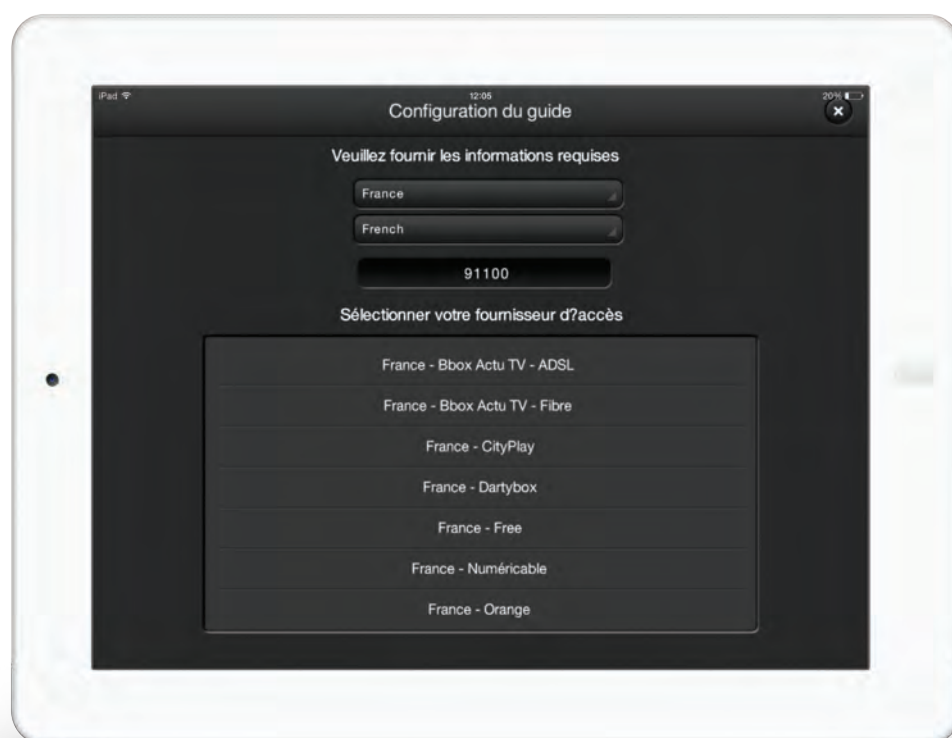 iPad
12:05
20%
Configuration du guide
Veuillez fournir les informations requises
France
French
91100
Sélectionner votre fournisseur d?accès
France - Bbox Actu TV - ADSL
France - Bbox Actu TV - Fibre
France - CityPlay
France - Dartybox
France - Free
France - Numéricable
France - Orange